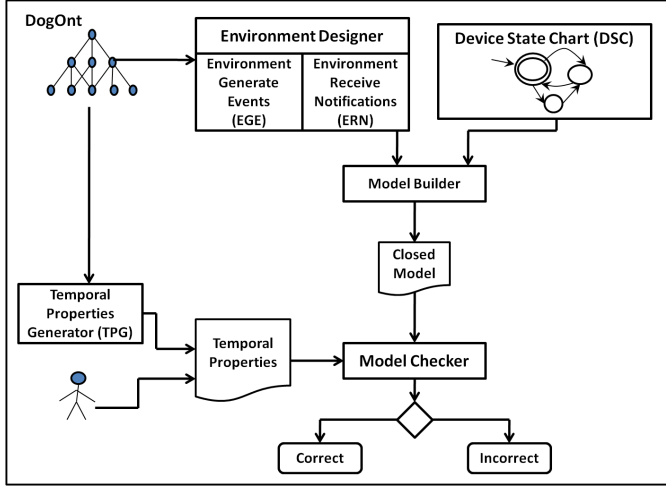 DogOnt
Environment Designer
Environment
Generate
Events
(EGE)
Environment
Receive
Notifications
(ERN)
Device State Chart (DSC)
Model Builder
Closed
Model
Temporal
Properties
Generator (TPG)
Temporal
Properties
Model Checker
Correct
Incorrect